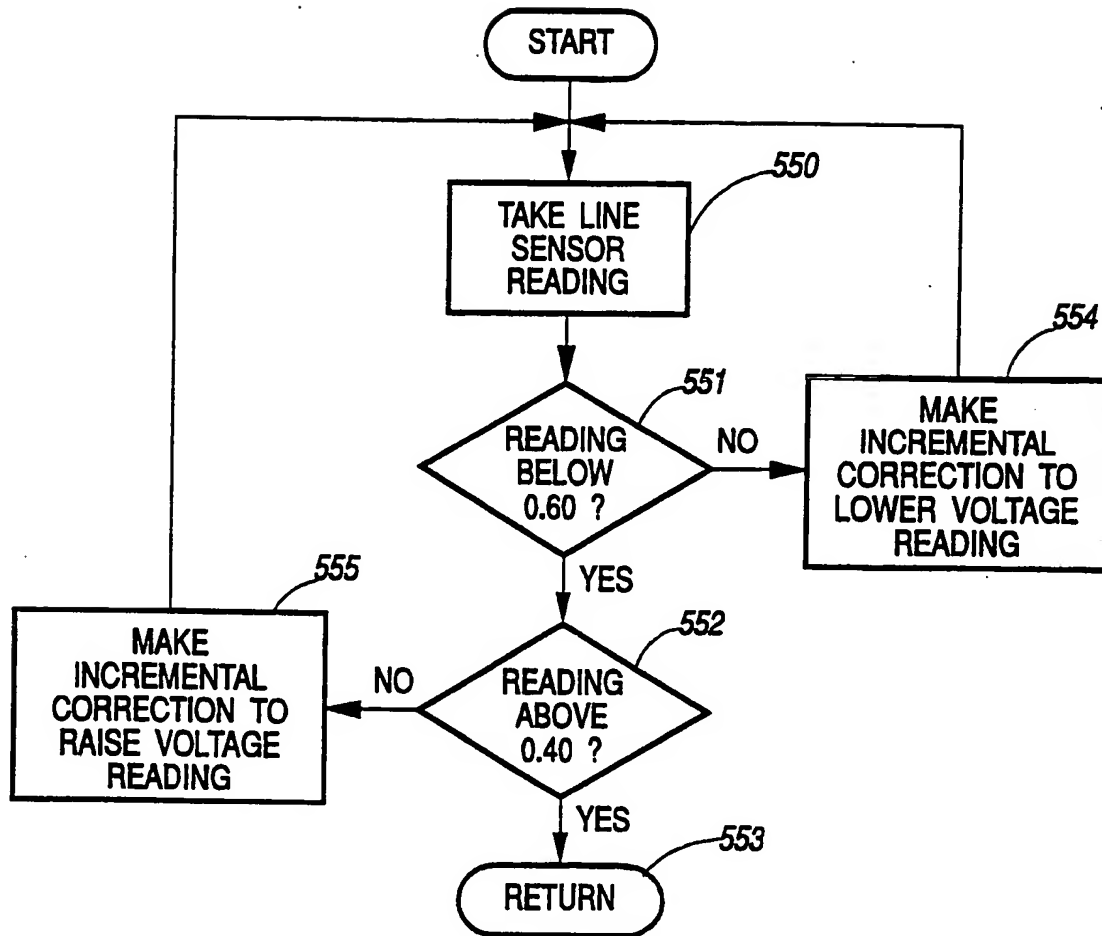 START
550
TAKE LINE
SENSOR
READING
551
READING
BELOW
0.60 ?
NO
554
MAKE
INCREMENTAL
CORRECTION TO
LOWER VOLTAGE
READING
YES
552
READING
ABOVE
0.40 ?
NO
555
MAKE
INCREMENTAL
CORRECTION TO
RAISE VOLTAGE
READING
YES
553
RETURN